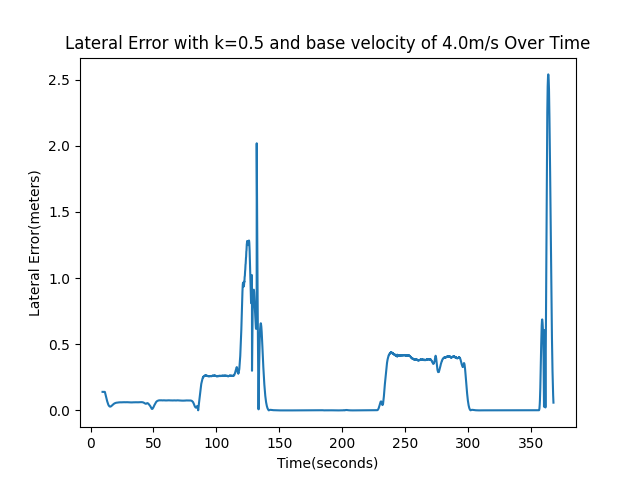 Lateral Error with k=0.5 and base velocity of 4.0m/s Over Time
2.5
2.0
1.5
1.0
0.5
0.0
Lateral Error(meters)
0 50 100 150 200 250 300 350
Time(seconds)